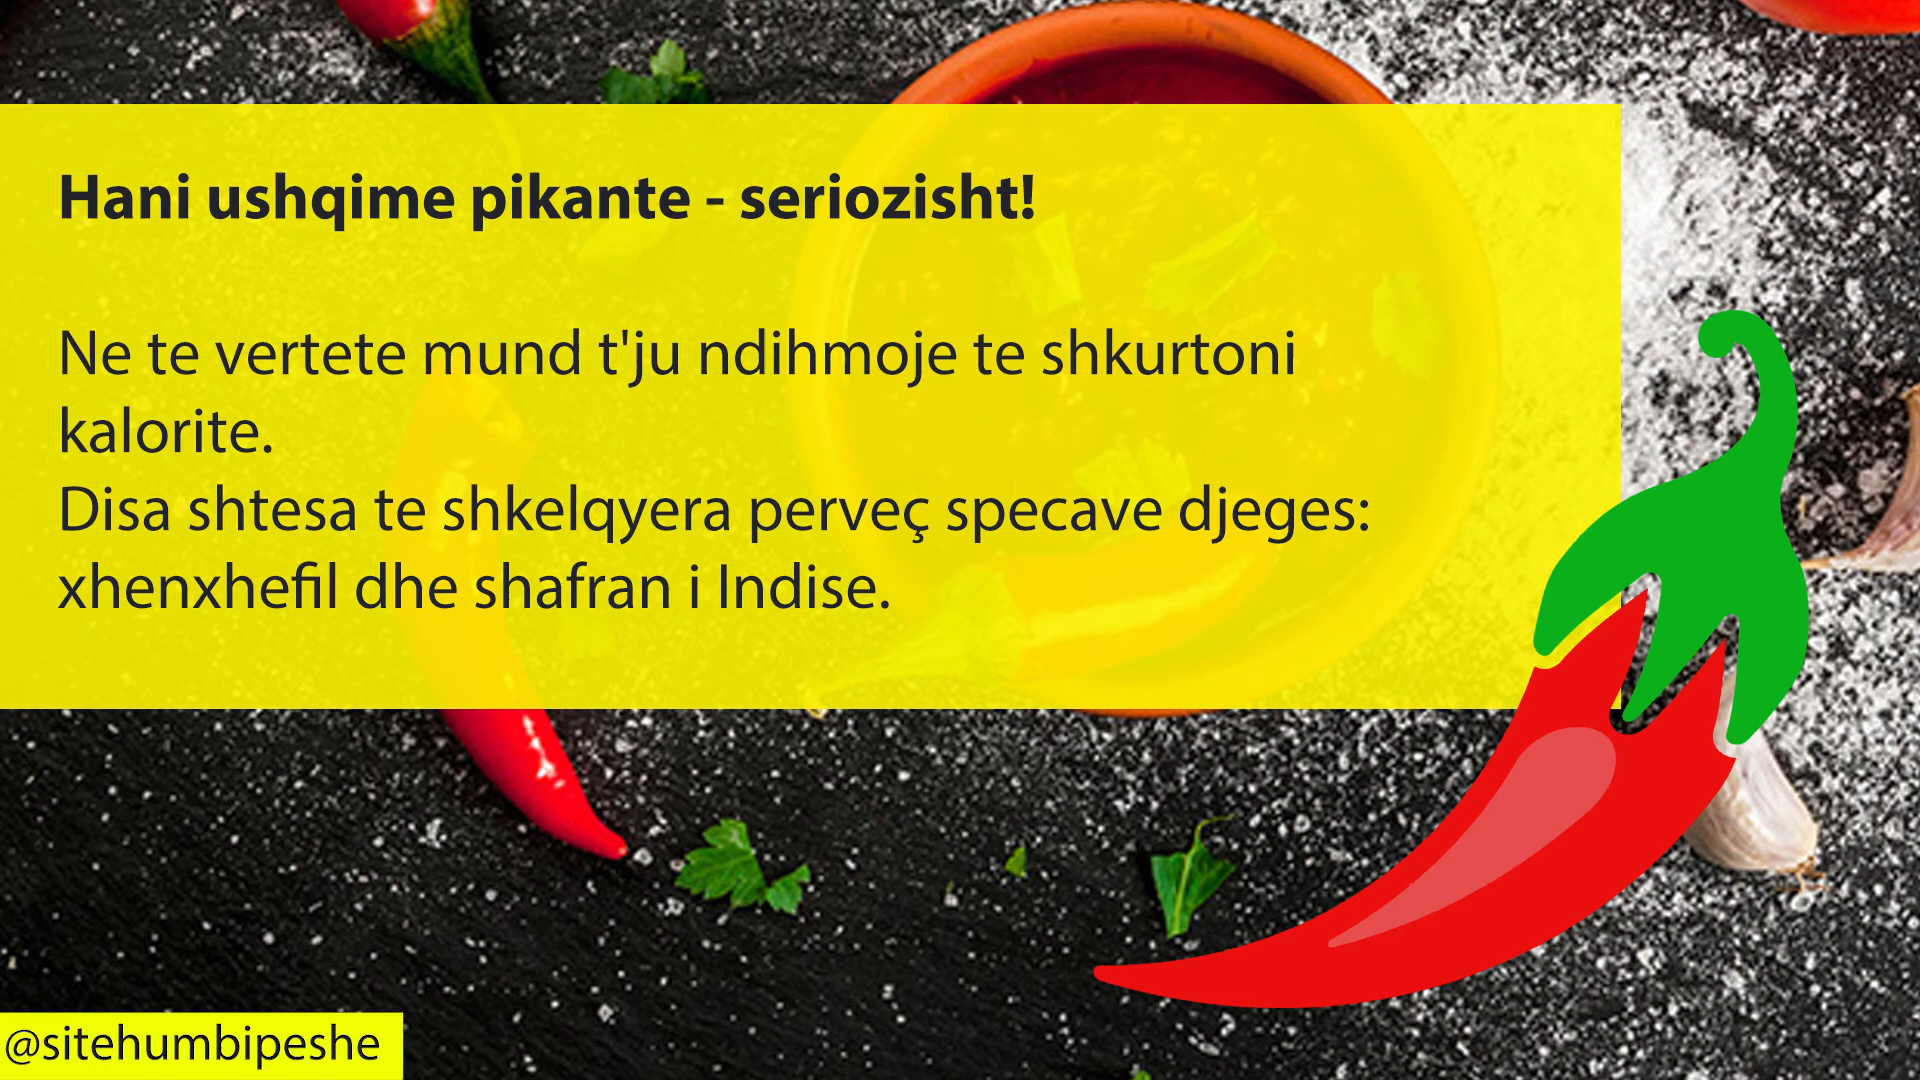 Hani ushqime pikante - seriozisht!
Ne te vertete mund t'ju ndihmoje te shkurtoni
kalorite.
Disa shtesa te shkelqyera perveç specave djeges:
xhenxhefil dhe shafran i Indise.
@sitehumbipeshe